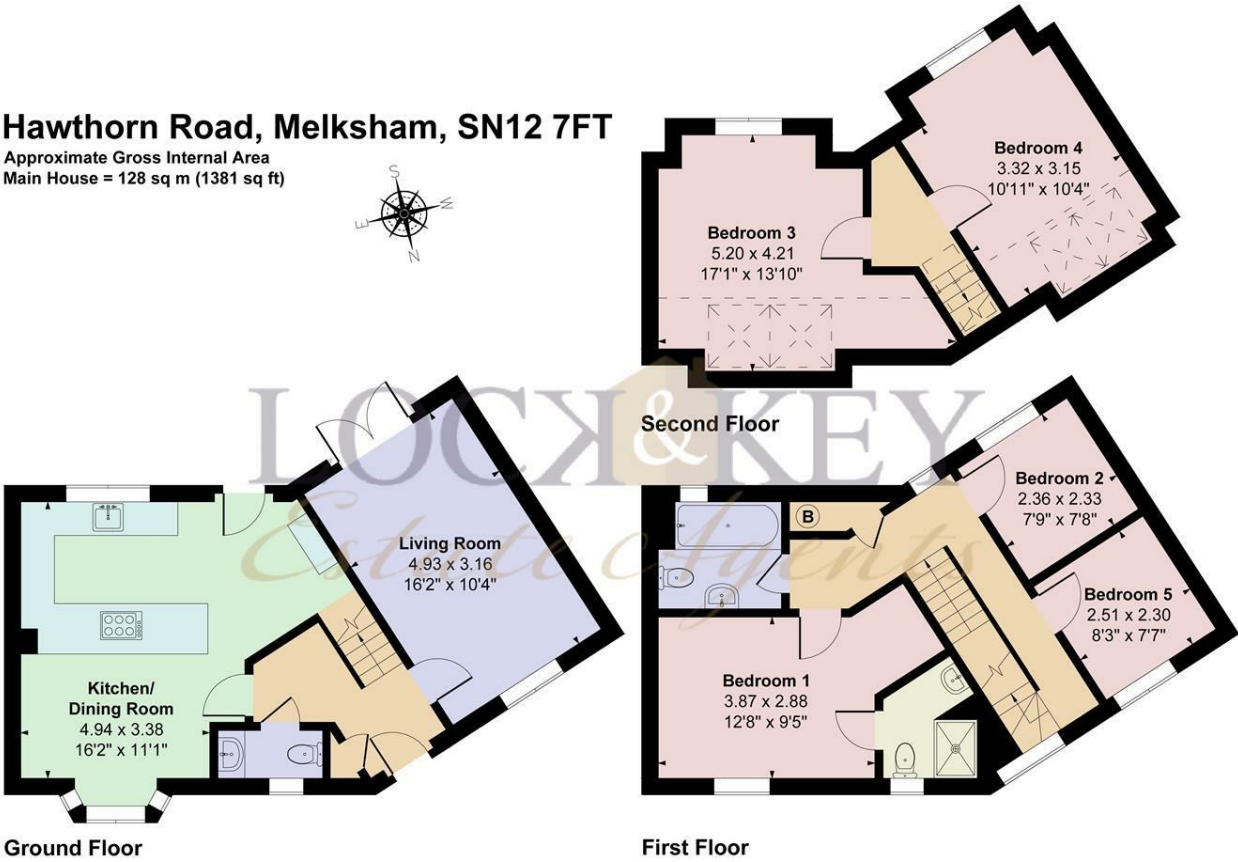 Hawthorn Road, Melksham, SN12 7FT
Approximate Gross Internal Area
Main House = 128 sq m (1381 sq ft)
S
W
E
N
Bedroom 4
3.32 x 3.15
10'11" x 10'4"
Bedroom 3
5.20 x 4.21
17'1" x 13'10"
Second Floor
LOCK & KEY
Estate Agents
Living Room
4.93 x 3.16
16'2" x 10'4"
Kitchen/
Dining Room
4.94 x 3.38
16'2" x 11'1"
Ground Floor
B
Bedroom 2
2.36 x 2.33
7'9" x 7'8"
Bedroom 5
2.51 x 2.30
8'3" x 7'7"
Bedroom 1
3.87 x 2.88
12'8" x 9'5"
First Floor